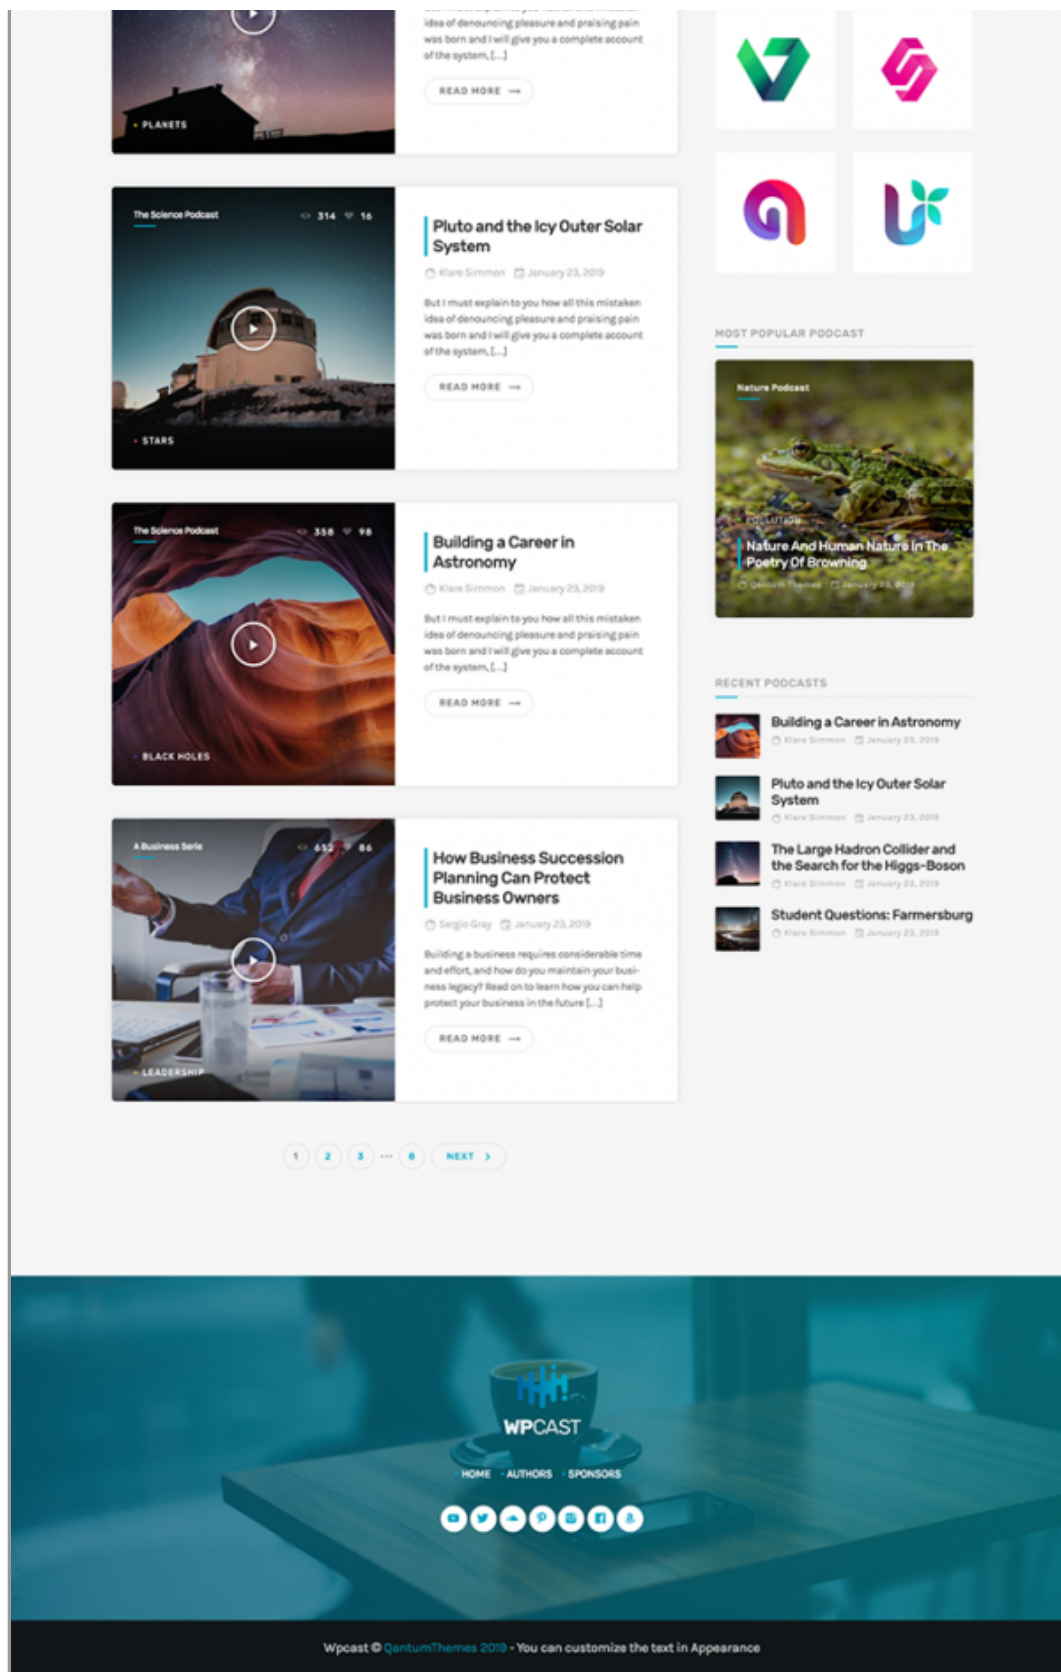 idea of denouncing pleasure and praising pain
was born and I will give you a complete account
of the system, [...]
READ MORE
PLANETS
The Science Podcast
314 16
STARS
Pluto and the Icy Outer Solar
System
Klare Simmon January 23, 2019
But I must explain to you how all this mistaken
idea of denouncing pleasure and praising pain
was born and I will give you a complete account
of the system, [...]
READ MORE
The Science Podcast
358 98
BLACK HOLES
Building a Career in
Astronomy
Klare Simmon January 23, 2019
But I must explain to you how all this mistaken
idea of denouncing pleasure and praising pain
was born and I will give you a complete account
of the system, [...]
READ MORE
A Business Serie
652 86
LEADERSHIP
How Business Succession
Planning Can Protect
Business Owners
Sergio Gray January 23, 2019
Building a business requires considerable time
and effort, and how do you maintain your busi-
ness legacy? Read on to learn how you can help
protect your business in the future [...]
READ MORE
1 2 3 ... 8 NEXT
MOST POPULAR PODCAST
Nature Podcast
POLLUTION
Nature And Human Nature In The
Poetry Of Browning
Qantum Themes January 23, 2019
RECENT PODCASTS
Building a Career in Astronomy
Klare Simmon January 23, 2019
Pluto and the Icy Outer Solar
System
Klare Simmon January 23, 2019
The Large Hadron Collider and
the Search for the Higgs-Boson
Klare Simmon January 23, 2019
Student Questions: Farmersburg
Klare Simmon January 23, 2019
WPCAST
HOME AUTHORS SPONSORS
Wpcast © QantumThemes 2019 - You can customize the text in Appearance